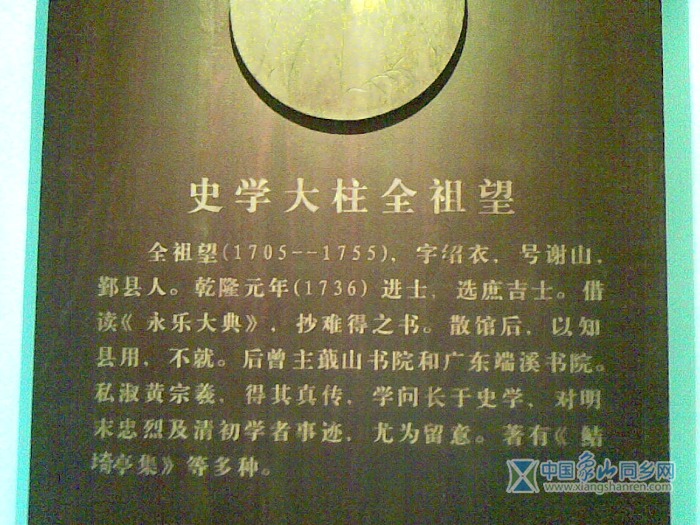 史学大柱全祖望
全祖望(1705--1755)，字绍衣，号谢山，
鄞县人。乾隆元年(1736)进士，选庶吉士。借
读《永乐大典》，抄难得之书。散馆后，以知
县用，不就。后曾主蕺山书院和广东端溪书院。
私淑黄宗羲，得其真传，学问长于史学，对明
末忠烈及清初学者事迹，尤为留意。著有《鲒
埼亭集》等多种。
中国象山同乡网
www.xiangshanren.com